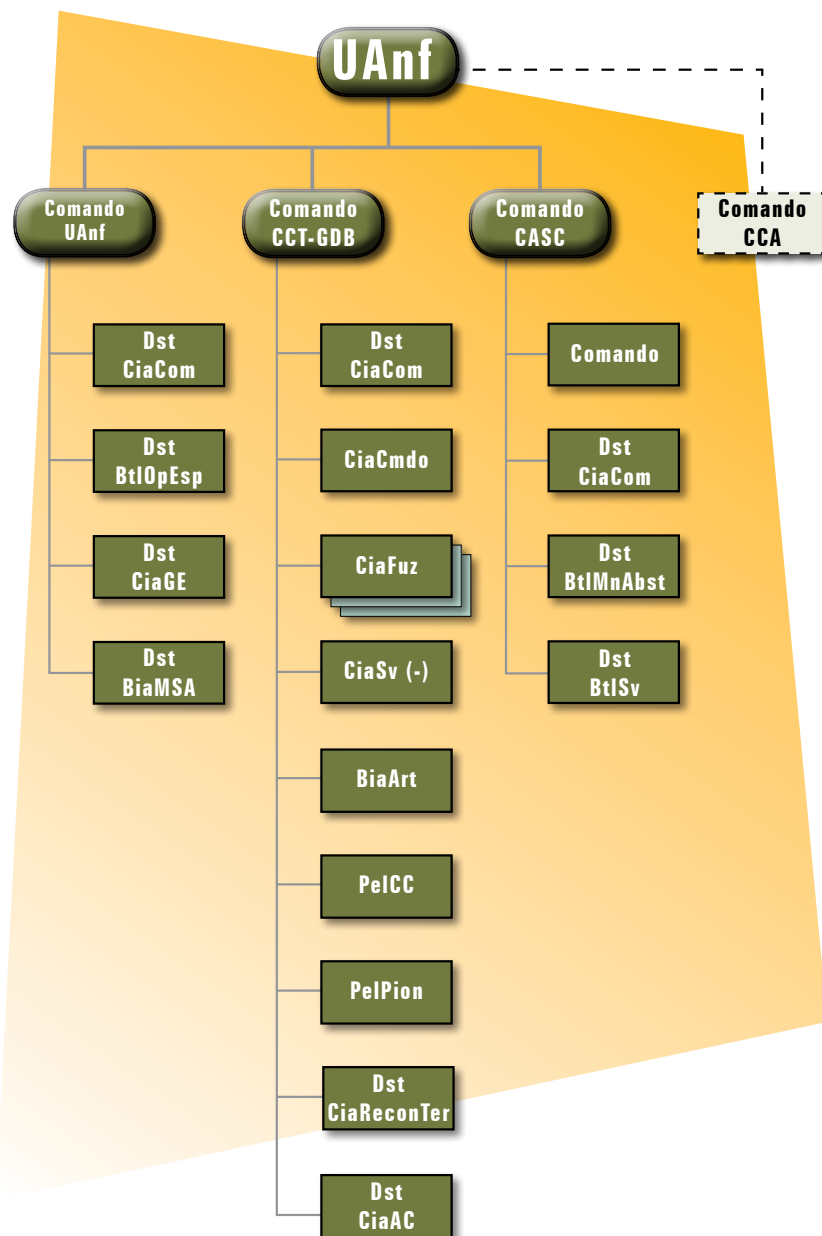 UAnf
Comando
UAnf
Comando
CCT-GDB
Comando
CASC
Comando
CCA
Dst
CiaCom
Dst
BtlOpEsp
Dst
CiaGE
Dst
BiaMSA
Dst
CiaCom
CiaCmdo
CiaFuz
CiaSv (-)
BiaArt
PelCC
PelPion
Dst
CiaReconTer
Dst
CiaAC
Comando
Dst
CiaCom
Dst
BtlMnAbst
Dst
BtlSv